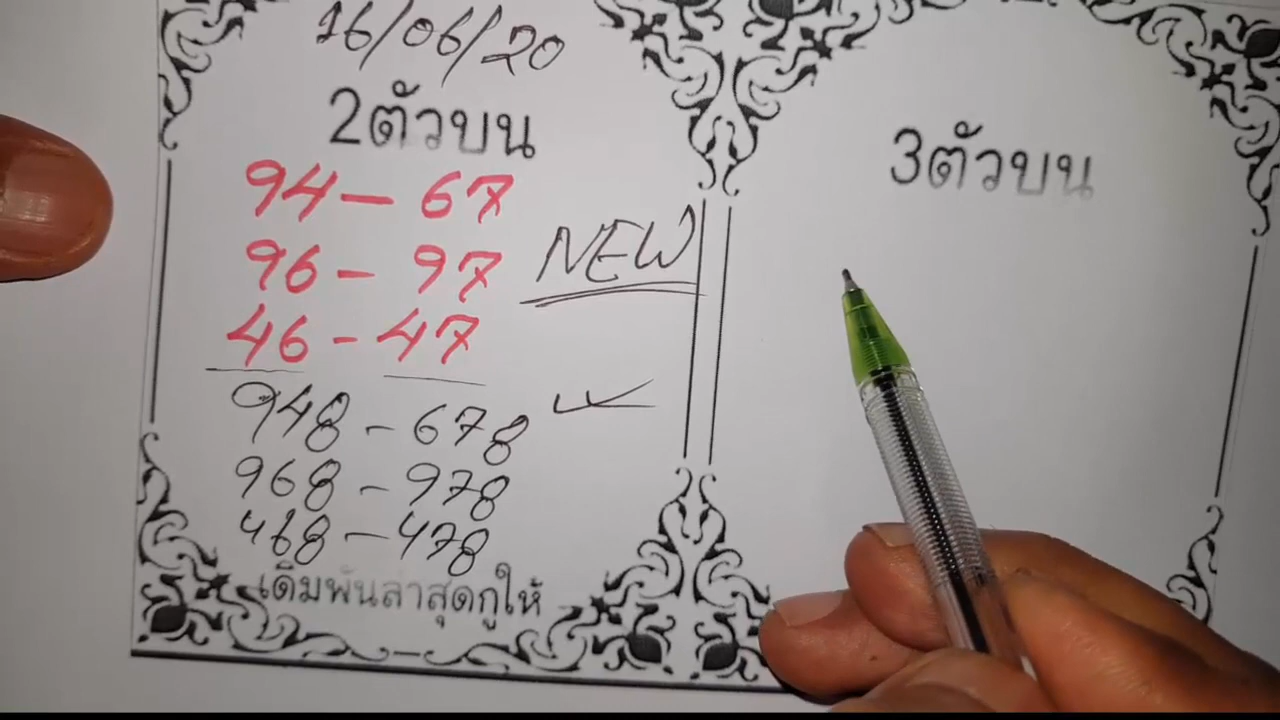 16/06/20
2ตัวบน
94 - 67
96 - 97
46 - 47
NEW
948 - 678
968 - 978
468 - 478
เดิมพันล่าสุดกูให้
3ตัวบน